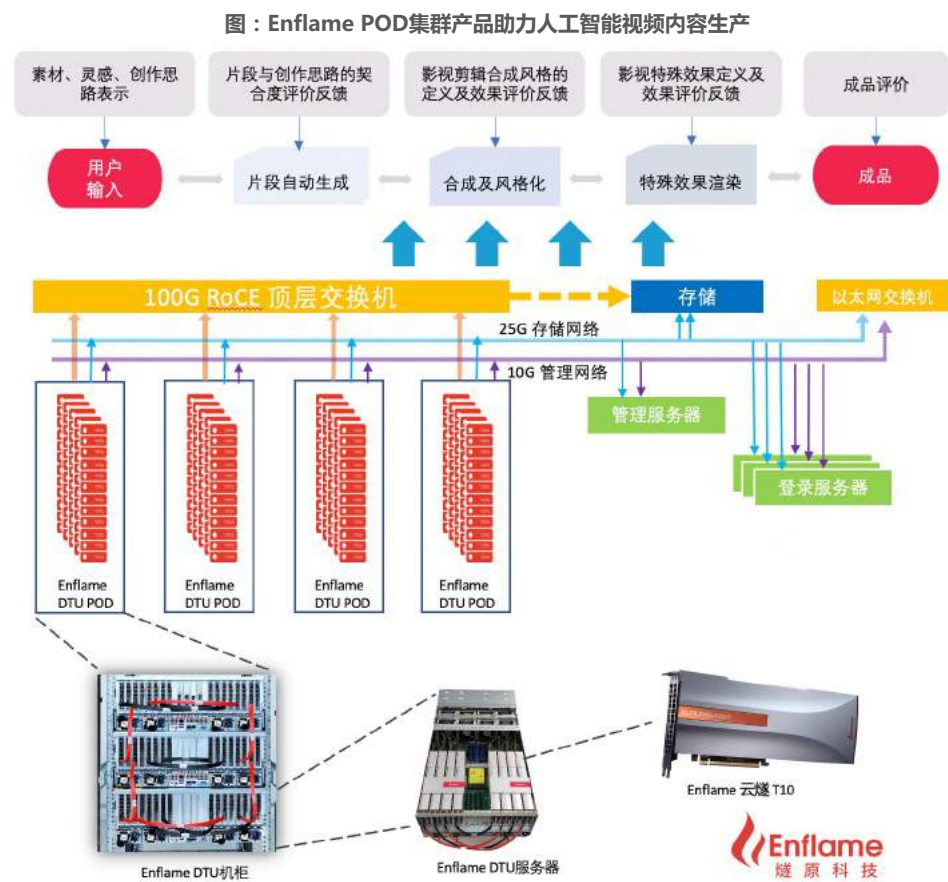 图：Enflame POD集群产品助力人工智能视频内容生产
素材、灵感、创作思
路表示
片段与创作思路的契
合度评价反馈
影视剪辑合成风格的
定义及效果评价反馈
影视特殊效果定义及
效果评价反馈
成品评价
用户
输入
片段自动生成
合成及风格化
特殊效果渲染
成品
100G RoCE 顶层交换机
存储
以太网交换机
25G 存储网络
10G 管理网络
管理服务器
登录服务器
Enflame
DTU POD
Enflame
DTU POD
Enflame
DTU POD
Enflame
DTU POD
Enflame DTU机柜
Enflame DTU服务器
Enflame 云燧 T10
Enflame
燧原科技